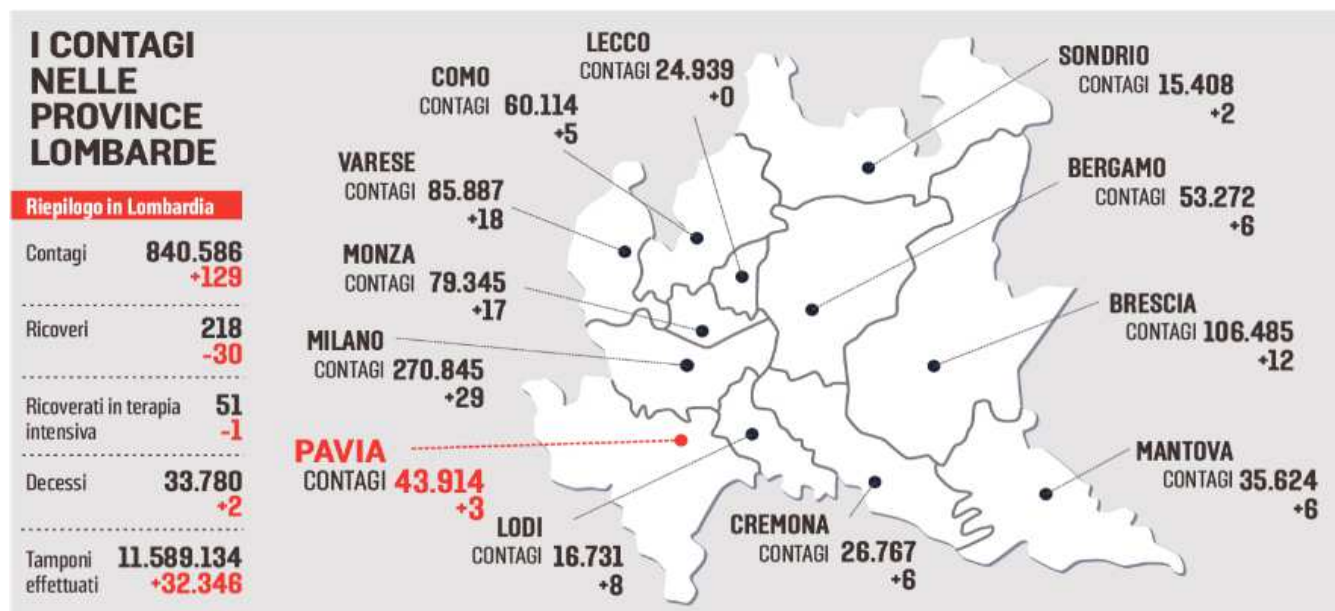 I CONTAGI
NELLE
PROVINCE
LOMBARDE
Riepilogo in Lombardia
Contagi 840.586
+129
Ricoveri 218
-30
Ricoverati in terapia intensiva 51
-1
Decessi 33.780
+2
Tamponi effettuati 11.589.134
+32.346
LECCO
CONTAGI 24.939
+0
COMO
CONTAGI 60.114
+5
VARESE
CONTAGI 85.887
+18
MONZA
CONTAGI 79.345
+17
MILANO
CONTAGI 270.845
+29
PAVIA
CONTAGI 43.914
+3
LODI
CONTAGI 16.731
+8
CREMONA
CONTAGI 26.767
+6
SONDRIO
CONTAGI 15.408
+2
BERGAMO
CONTAGI 53.272
+6
BRESCIA
CONTAGI 106.485
+12
MANTOVA
CONTAGI 35.624
+6